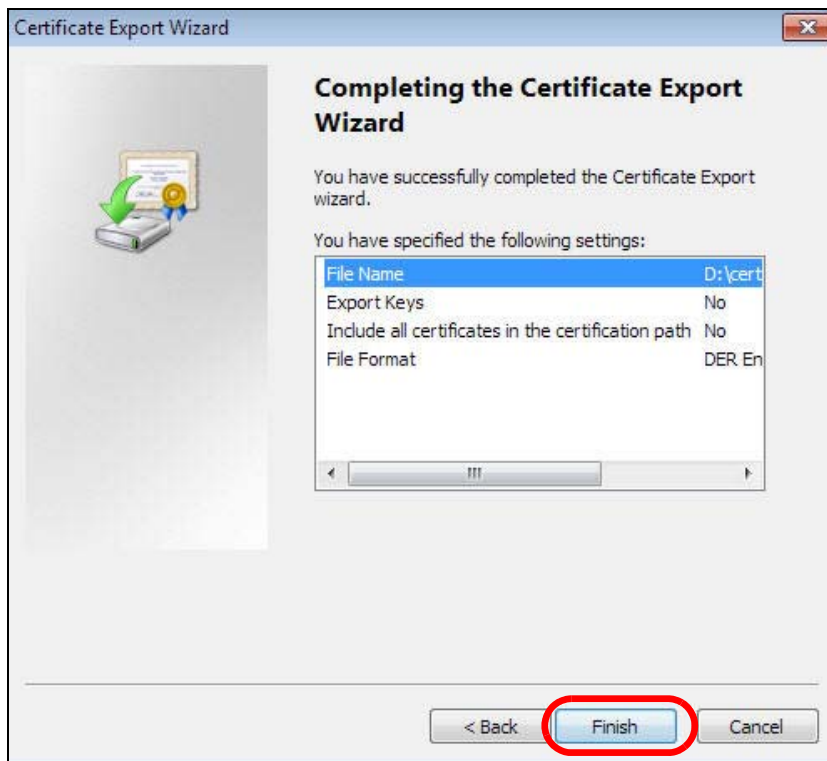 Certificate Export Wizard
Completing the Certificate Export
Wizard
You have successfully completed the Certificate Export
wizard.
You have specified the following settings:
File Name D:\cert
Export Keys No
Include all certificates in the certification path No
File Format DER En
< Back Finish Cancel